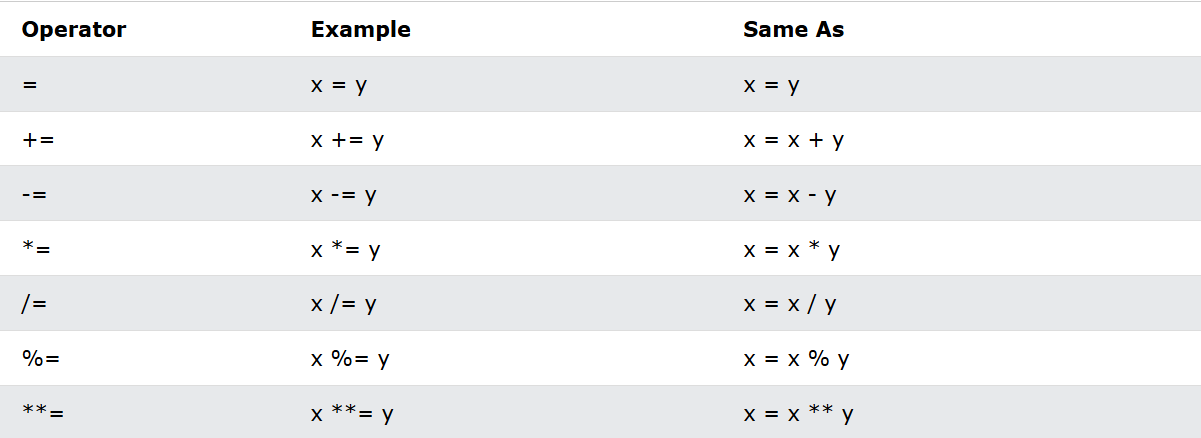 Operator Example Same As
= x = y x = y
+= x += y x = x + y
-= x -= y x = x - y
*= x *= y x = x * y
/= x /= y x = x / y
%= x %= y x = x % y
**= x **= y x = x ** y